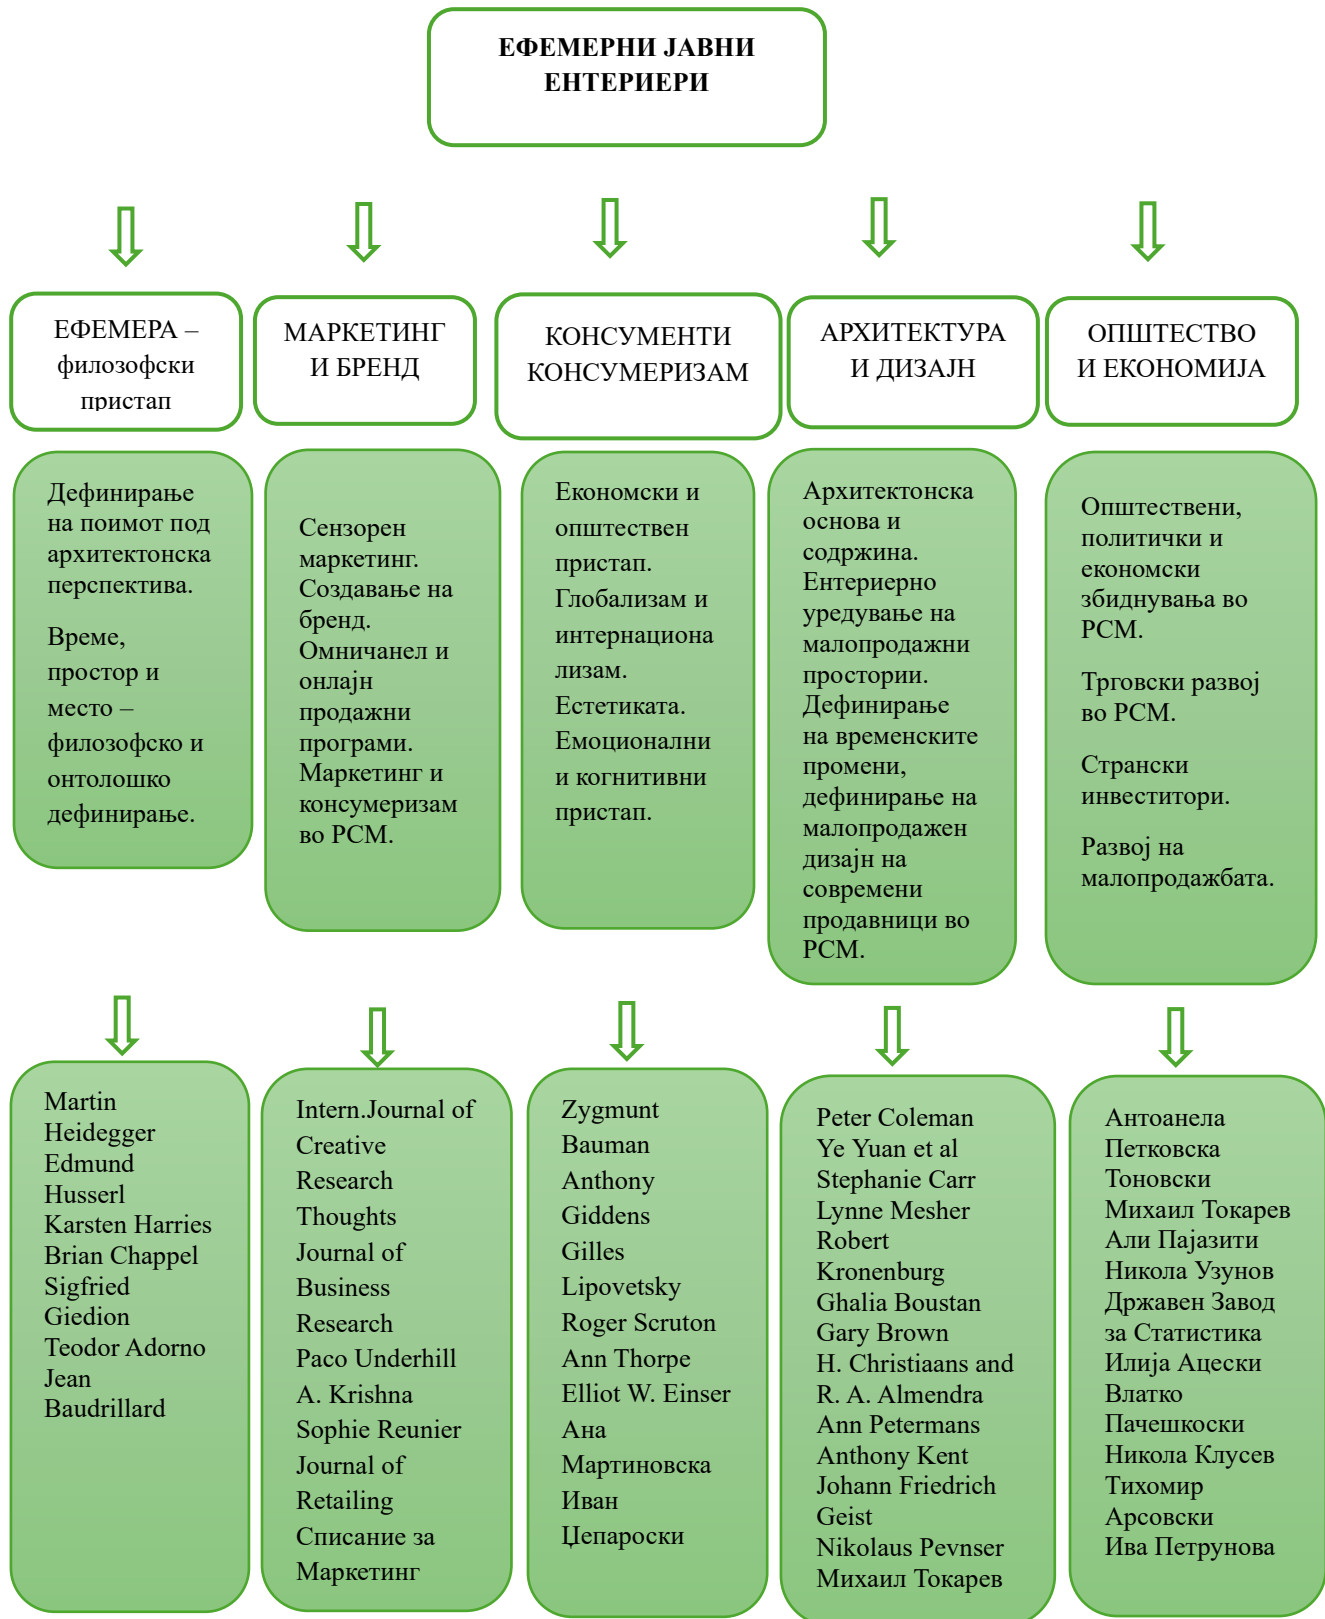 ЕФЕМЕРНИ ЈАВНИ
ЕНТЕРИЕРИ
ЕФЕМЕРА –
филозофски
пристап
МАРКЕТИНГ
И БРЕНД
КОНСУМЕНТИ
КОНСУМЕРИЗАМ
АРХИТЕКТУРА
И ДИЗАЈН
ОПШТЕСТВО
И ЕКОНОМИЈА
Дефинирање
на поимот под
архитектонска
перспектива.
Време,
простор и
место –
филозофско и
онтолошко
дефинирање.
Сензорен
маркетинг.
Создавање на
бренд.
Омничанел и
онлајн
продажни
програми.
Маркетинг и
консумеризам
во РСМ.
Економски и
општествен
пристап.
Глобализам и
интернациона
лизам.
Естетиката.
Емоционални
и когнитивни
пристап.
Архитектонска
основа и
содржина.
Ентериерно
уредување на
малопродажни
простории.
Дефинирање
на временските
промени,
дефинирање на
малопродажен
дизајн на
современи
продавници во
РСМ.
Општествени,
политички и
економски
збиднувања во
РСМ.
Трговски развој
во РСМ.
Странски
инвеститори.
Развој на
малопродажбата.
Martin
Heidegger
Edmund
Husserl
Karsten Harries
Brian Chappel
Sigfried
Giedion
Teodor Adorno
Jean
Baudrillard
Intern.Journal of
Creative
Research
Thoughts
Journal of
Business
Research
Paco Underhill
A. Krishna
Sophie Reunier
Journal of
Retailing
Списание за
Маркетинг
Zygmunt
Bauman
Anthony
Giddens
Gilles
Lipovetsky
Roger Scruton
Ann Thorpe
Elliot W. Einser
Ана
Мартиновска
Иван
Џепароски
Peter Coleman
Ye Yuan et al
Stephanie Carr
Lynne Mesher
Robert
Kronenburg
Ghalia Boustan
Gary Brown
H. Christiaans and
R. A. Almendra
Ann Petermans
Anthony Kent
Johann Friedrich
Geist
Nikolaus Pevnser
Михаил Токарев
Антоанела
Петковска
Тоновски
Михаил Токарев
Али Пајазити
Никола Узунов
Државен Завод
за Статистика
Илија Ацески
Влатко
Пачешкоски
Никола Клусев
Тихомир
Арсовски
Ива Петрунова